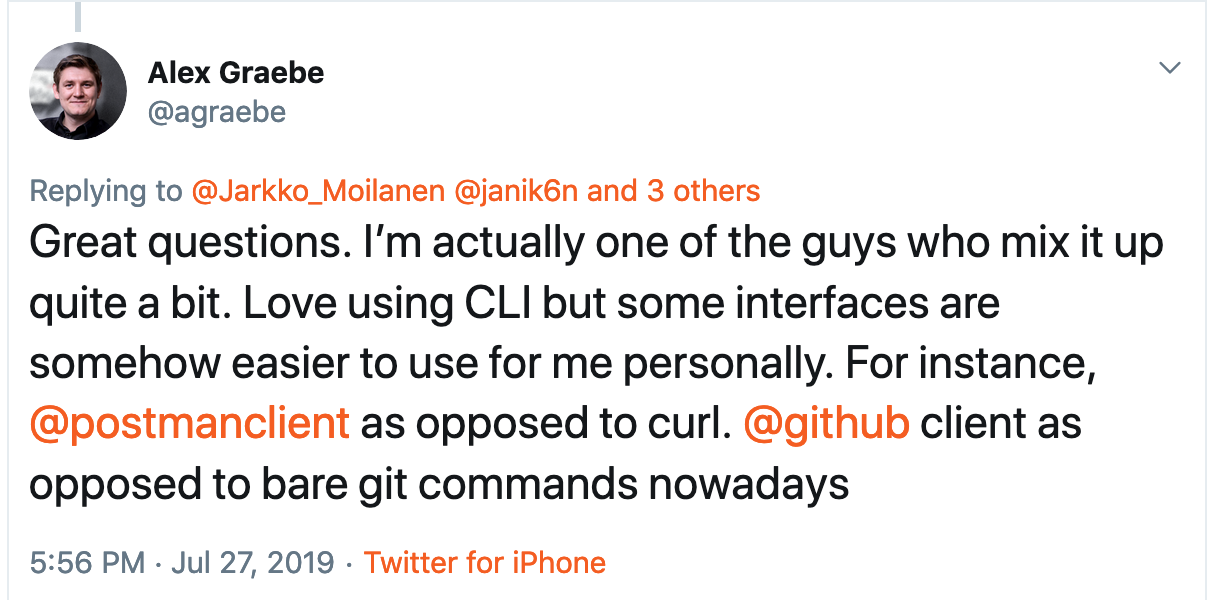 Alex Graebe
@agraebe
Replying to @Jarkko_Moilanen @janik6n and 3 others
Great questions. I’m actually one of the guys who mix it up
quite a bit. Love using CLI but some interfaces are
somehow easier to use for me personally. For instance,
@postmanclient as opposed to curl. @github client as
opposed to bare git commands nowadays
5:56 PM · Jul 27, 2019 · Twitter for iPhone